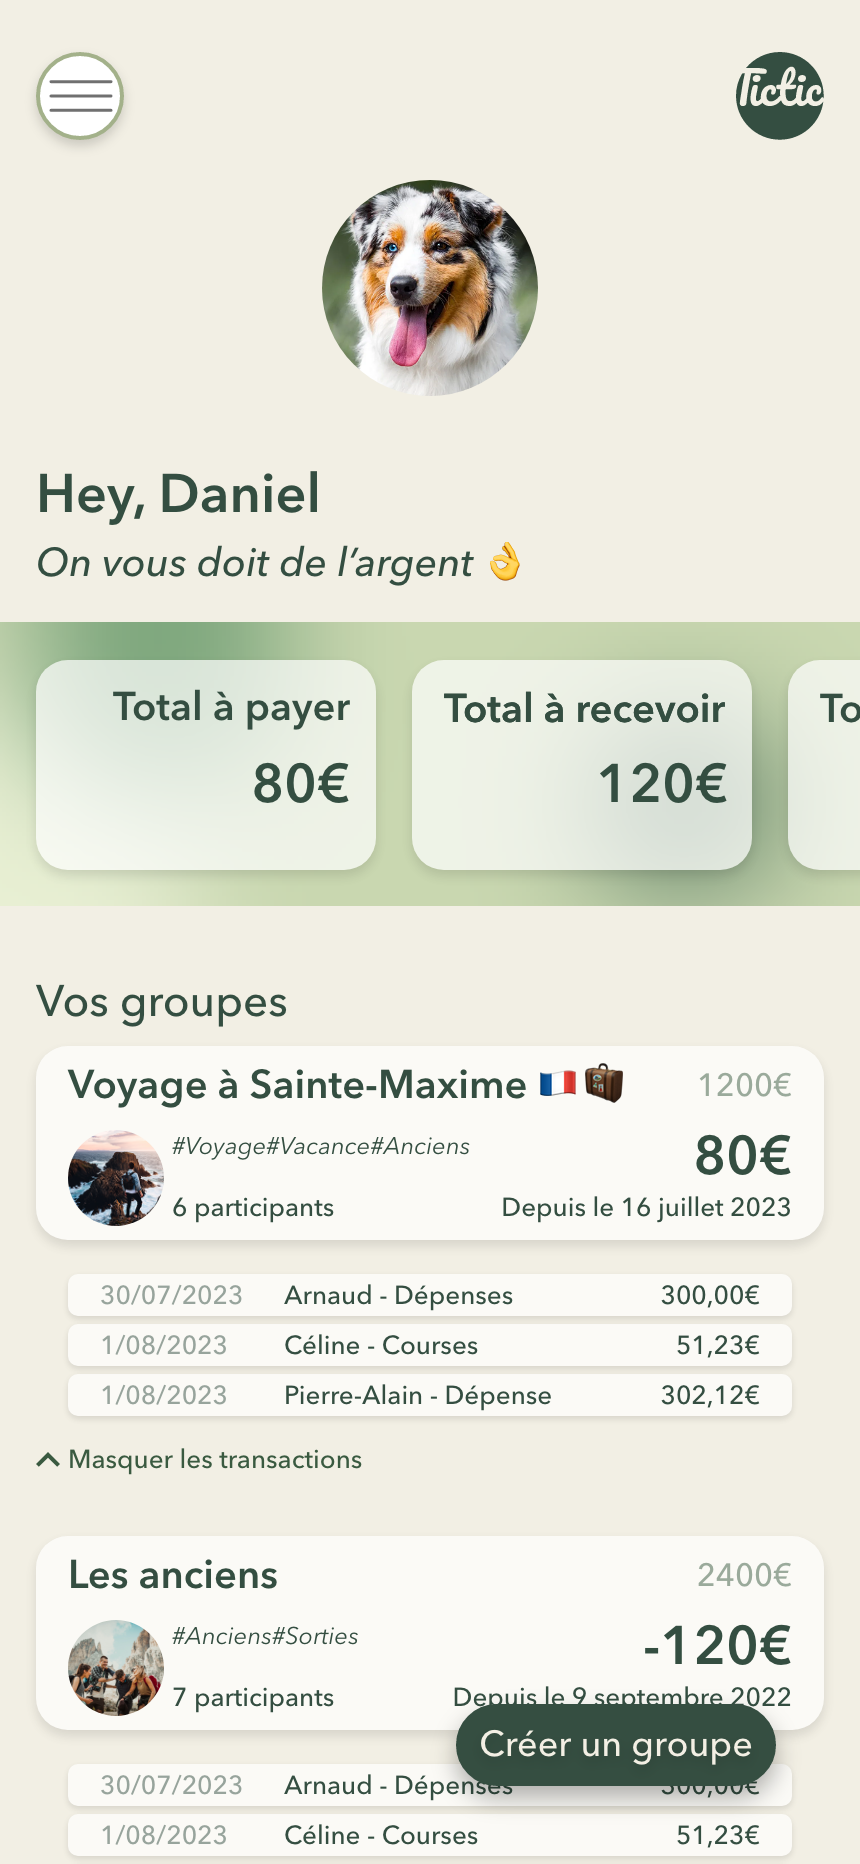 Tictic
Hey, Daniel
On vous doit de l’argent 👌
Total à payer
80€
Total à recevoir
120€
To
Vos groupes
Voyage à Sainte-Maxime 🇫🇷🧳 1200€
#Voyage#Vacance#Anciens 80€
6 participants Depuis le 16 juillet 2023
30/07/2023 Arnaud - Dépenses 300,00€
1/08/2023 Céline - Courses 51,23€
1/08/2023 Pierre-Alain - Dépense 302,12€
Masquer les transactions
Les anciens 2400€
#Anciens#Sorties -120€
7 participants Depuis le 9 septembre 2022
Créer un groupe
30/07/2023 Arnaud - Dépenses 300,00€
1/08/2023 Céline - Courses 51,23€